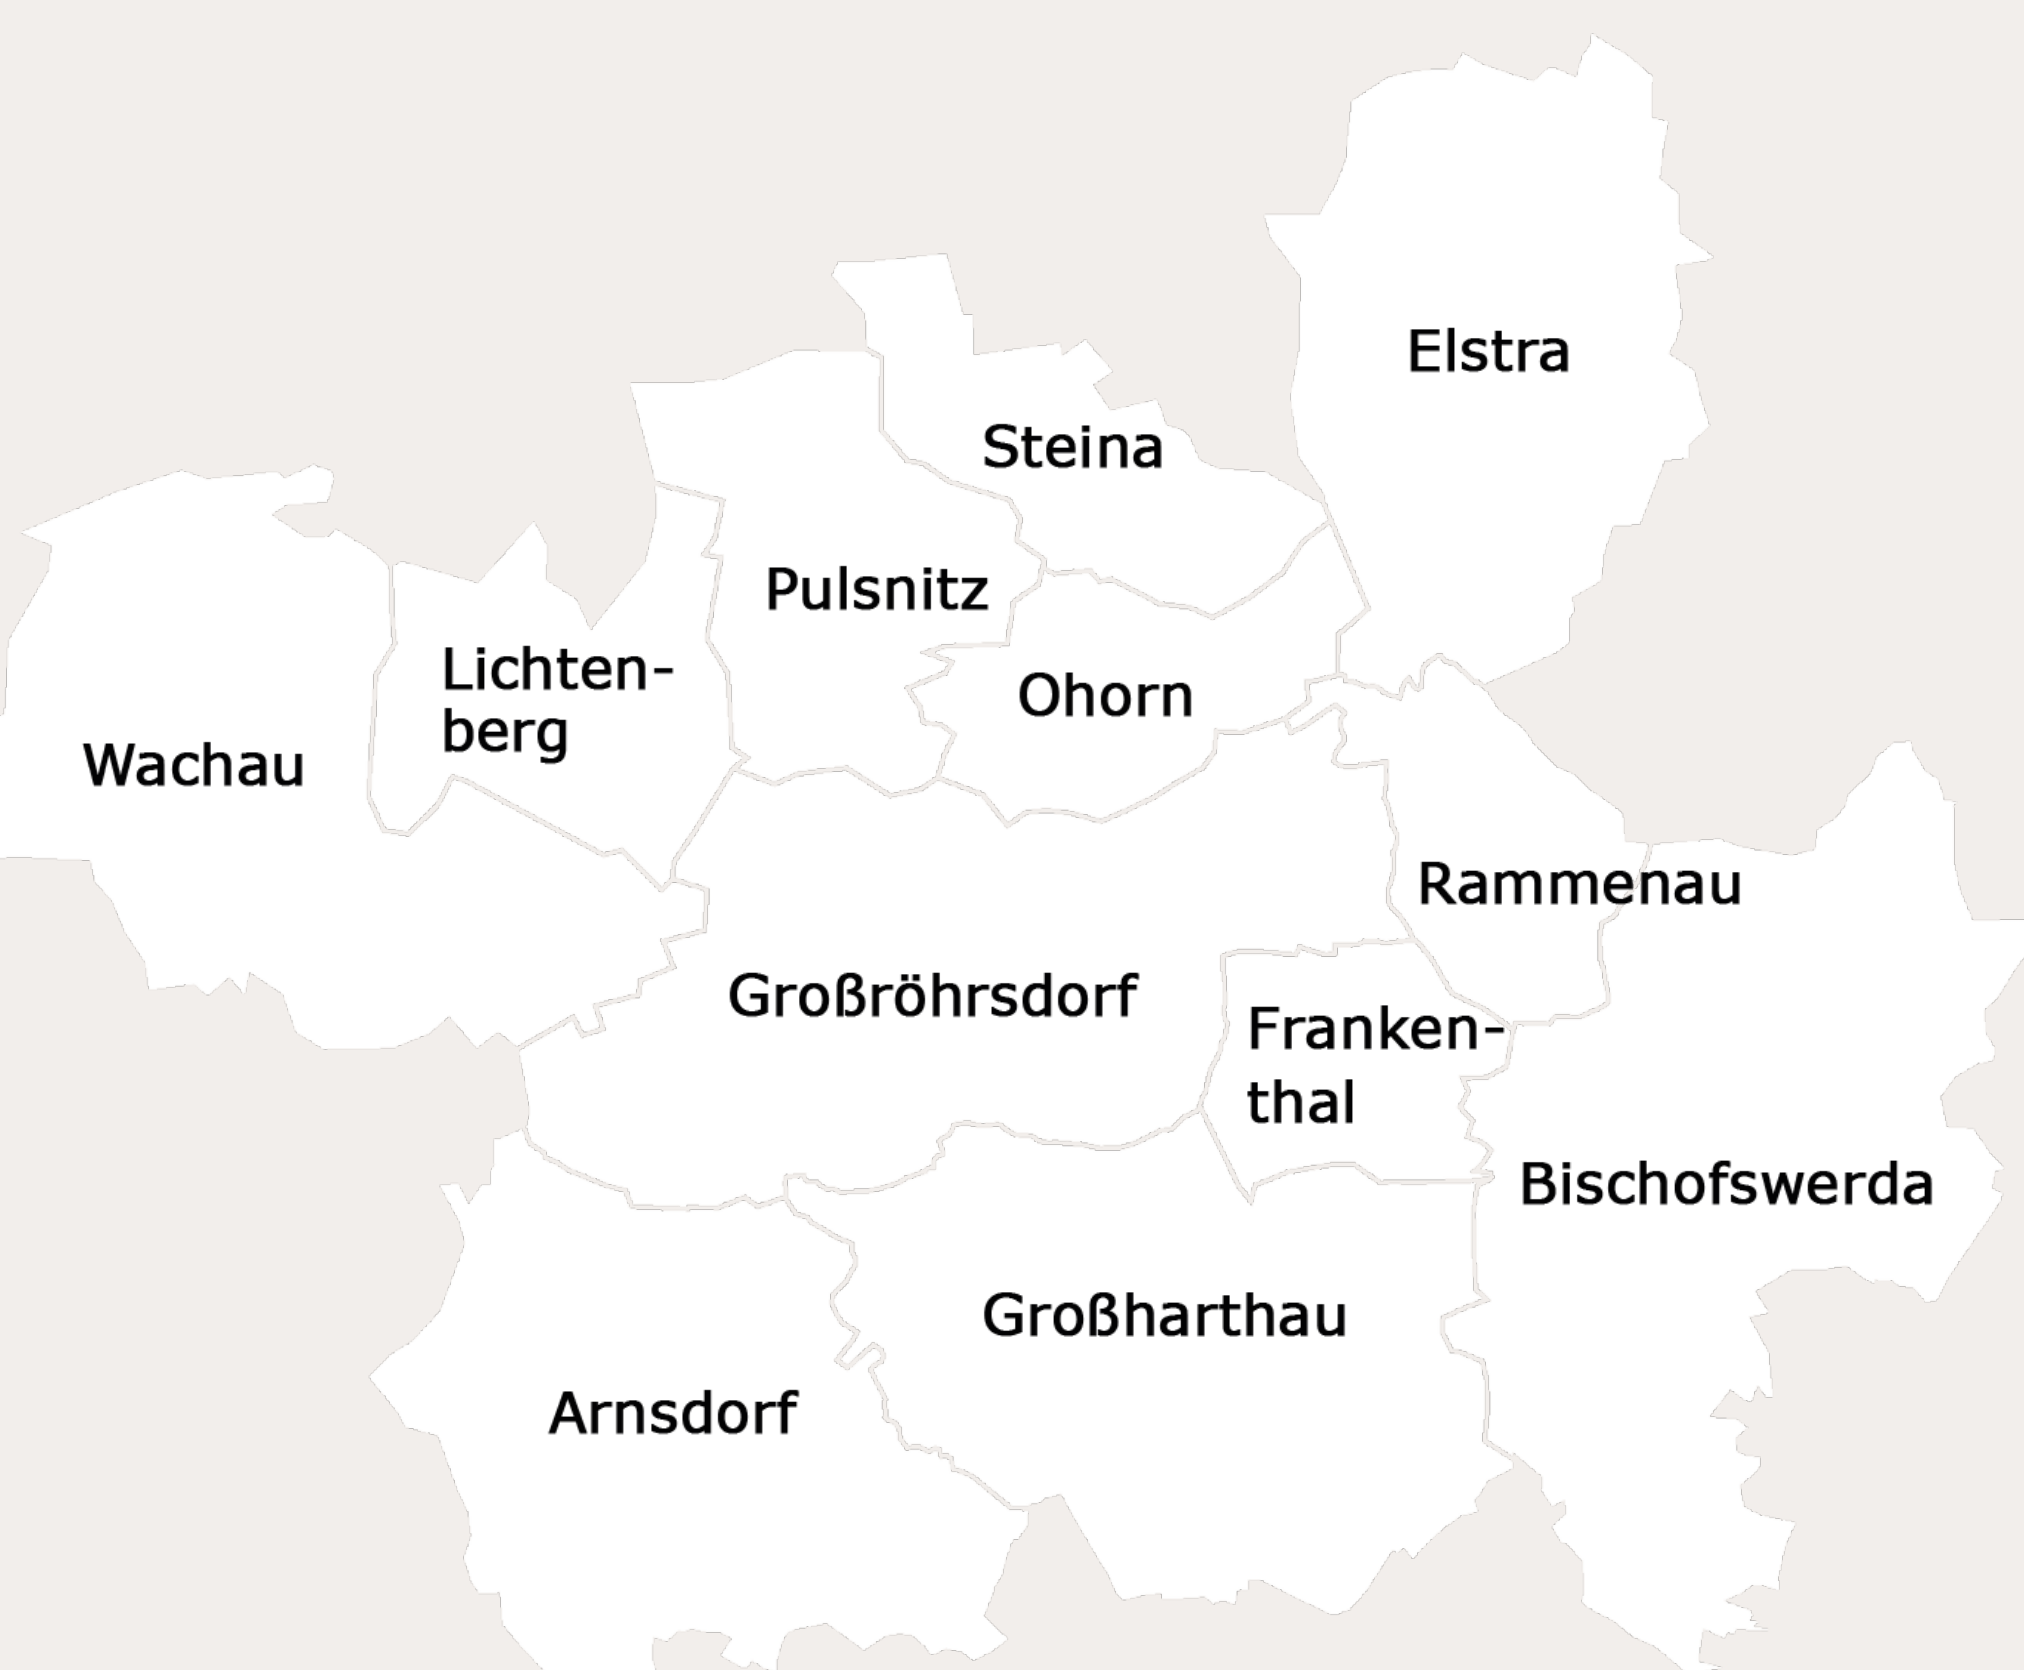 Elstra
Steina
Pulsnitz
Lichten-
berg
Ohorn
Wachau
Rammenau
Großröhrsdorf
Franken-
thal
Bischofswerda
Großharthau
Arnsdorf